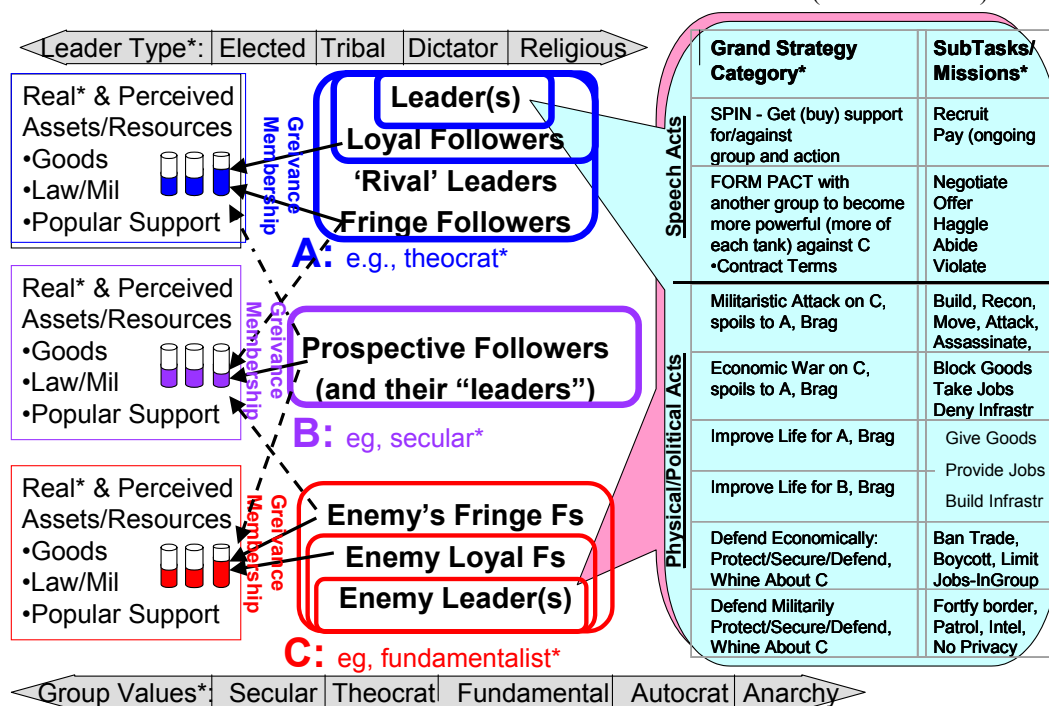 Leader Type*: Elected Tribal Dictator Religious
Real* & Perceived
Assets/Resources
•Goods
•Law/Mil
•Popular Support
Greivance
Membership
Leader(s)
Loyal Followers
‘Rival’ Leaders
Fringe Followers
A: e.g., theocrat*
Real* & Perceived
Assets/Resources
•Goods
•Law/Mil
•Popular Support
Greivance
Membership
Prospective Followers
(and their “leaders”)
B: eg, secular*
Real* & Perceived
Assets/Resources
•Goods
•Law/Mil
•Popular Support
Greivance
Membership
Enemy’s Fringe Fs
Enemy Loyal Fs
Enemy Leader(s)
C: eg, fundamentalist*
Group Values*: Secular Theocrat Fundamental Autocrat Anarchy
Speech Acts
Physical/Political Acts
Grand Strategy
Category*
SubTasks/
Missions*
SPIN - Get (buy) support
for/against
group and action
Recruit
Pay (ongoing
FORM PACT with
another group to become
more powerful (more of
each tank) against C
•Contract Terms
Negotiate
Offer
Haggle
Abide
Violate
Militaristic Attack on C,
spoils to A, Brag
Build, Recon,
Move, Attack,
Assassinate,
Economic War on C,
spoils to A, Brag
Block Goods
Take Jobs
Deny Infrastr
Improve Life for A, Brag
Improve Life for B, Brag
Give Goods
Provide Jobs
Build Infrastr
Defend Economically:
Protect/Secure/Defend,
Whine About C
Ban Trade,
Boycott, Limit
Jobs-InGroup
Defend Militarily
Protect/Secure/Defend,
Whine About C
Fortfy border,
Patrol, Intel,
No Privacy